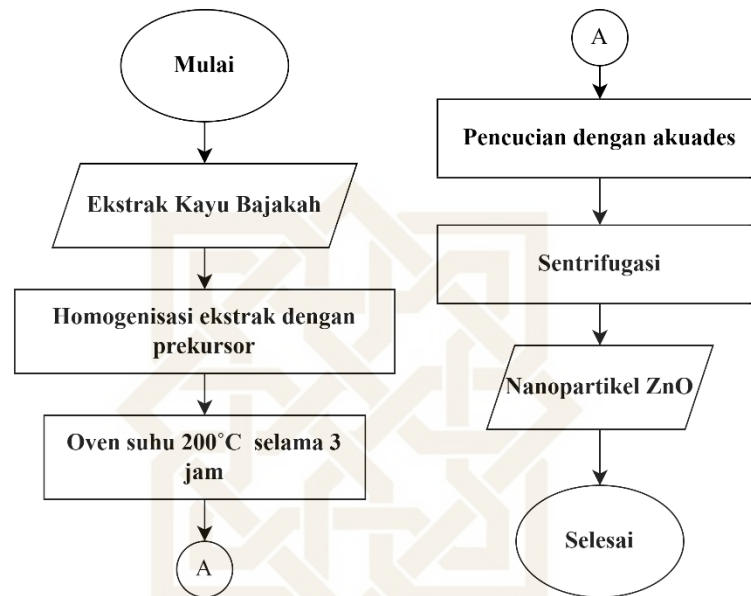 Mulai
Ekstrak Kayu Bajakah
Homogenisasi ekstrak dengan
prekursor
Oven suhu 200°C selama 3
jam
A
A
Pencucian dengan akuades
Sentrifugasi
Nanopartikel ZnO
Selesai